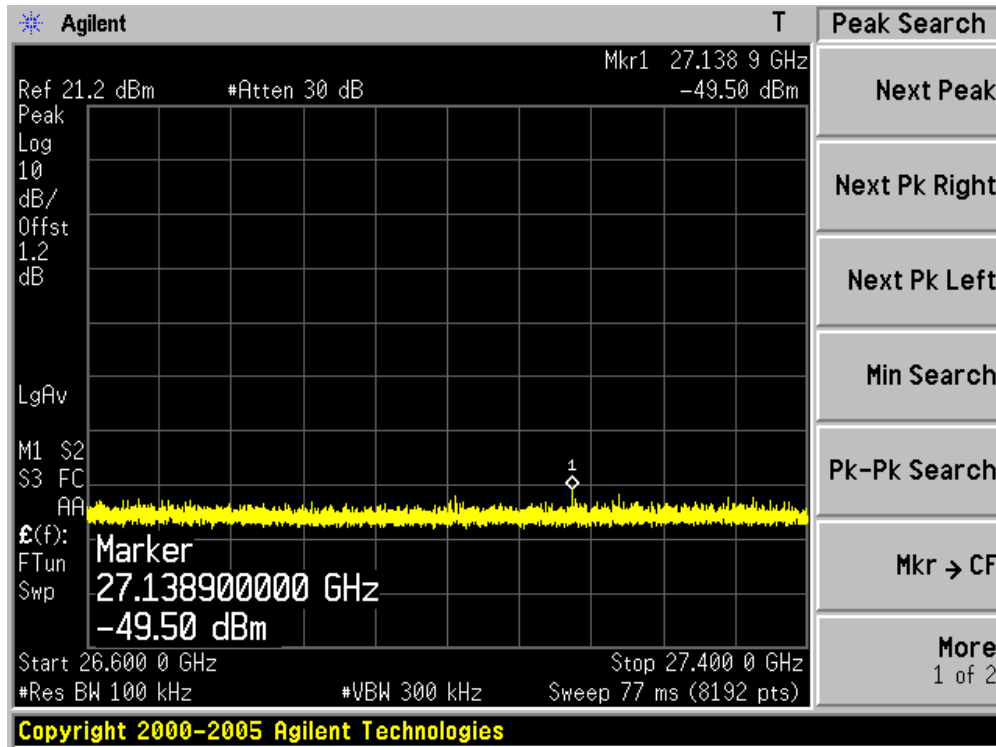 Agilent T Peak Search
Mkr1 27.138 9 GHz
Ref 21.2 dBm #Atten 30 dB -49.50 dBm
Peak
Log
10
dB/
Offst
1.2
dB
LgAv
M1 S2
S3 FC
AA
£(f):
FTun
Swp
1
Marker
27.138900000 GHz
-49.50 dBm
Start 26.600 0 GHz Stop 27.400 0 GHz
#Res BW 100 kHz #VBW 300 kHz Sweep 77 ms (8192 pts)
Copyright 2000-2005 Agilent Technologies
Next Peak
Next Pk Right
Next Pk Left
Min Search
Pk-Pk Search
Mkr → CF
More
1 of 2